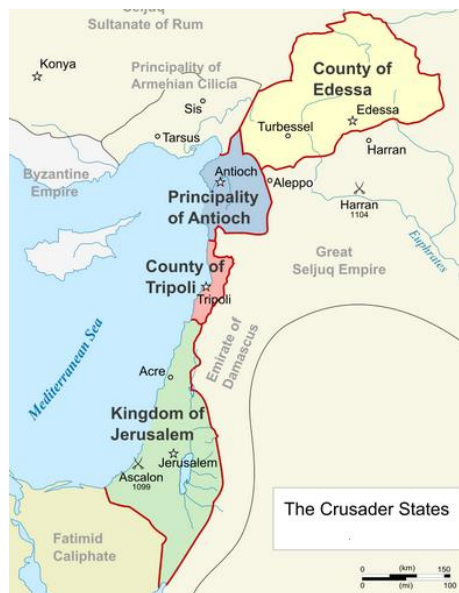 Seljuq
Sultanate of Rum
Konya
Principality of
Armenian Cilicia
Sis
Tarsus
County of
Edessa
Edessa
Turbessel
Harran
Byzantine
Empire
Antioch
Aleppo
Principality
of Antioch
Harran
1104
Euphrates
Great
Seljuq Empire
County of
Tripoli
Tripoli
Emirate of
Damascus
Mediterranean Sea
Acre
Kingdom of
Jerusalem
Jerusalem
Ascalon
1099
Fatimid
Caliphate
The Crusader States
0 (km) 150
0 (mi) 100